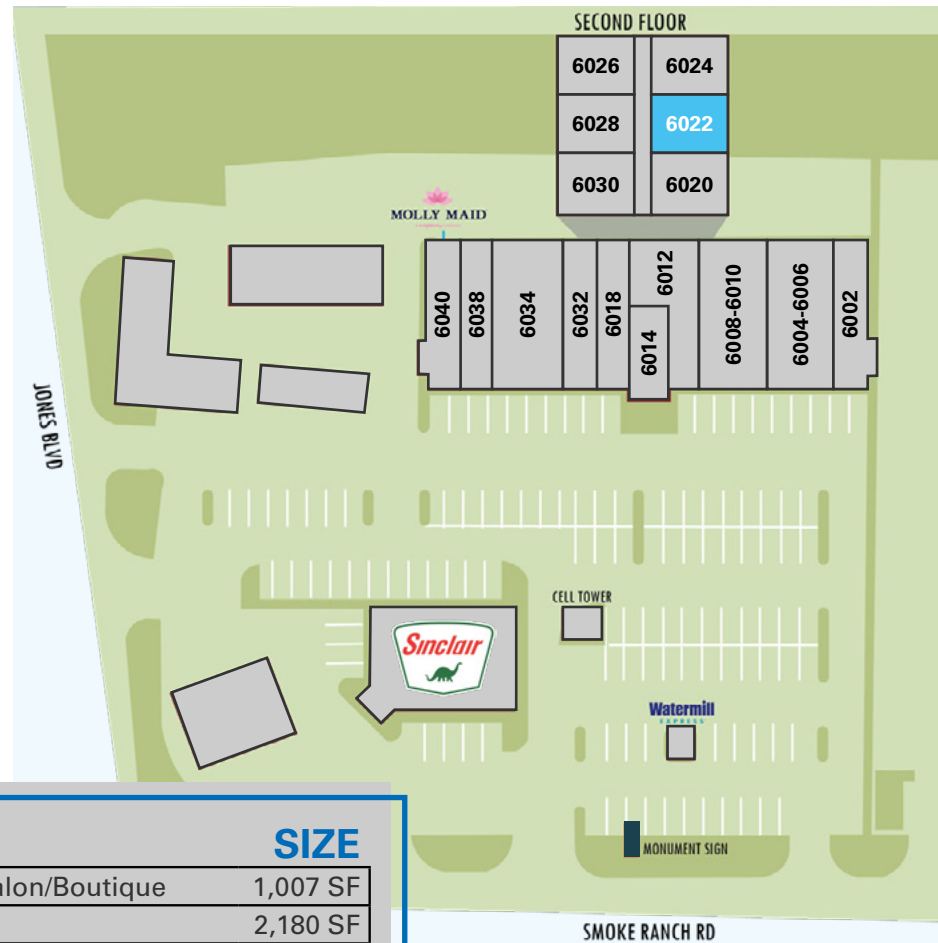 SECOND FLOOR
6026
6024
6028
6022
6030
6020
MOLLY MAID
6040
6038
6034
6032
6018
6012
6014
6008-6010
6004-6006
6002
JONES BLVD
CELL TOWER
Sinclair
Watermill
EXPRESS
SIZE
1,007 SF
2,180 SF
MONUMENT SIGN
SMOKE RANCH RD